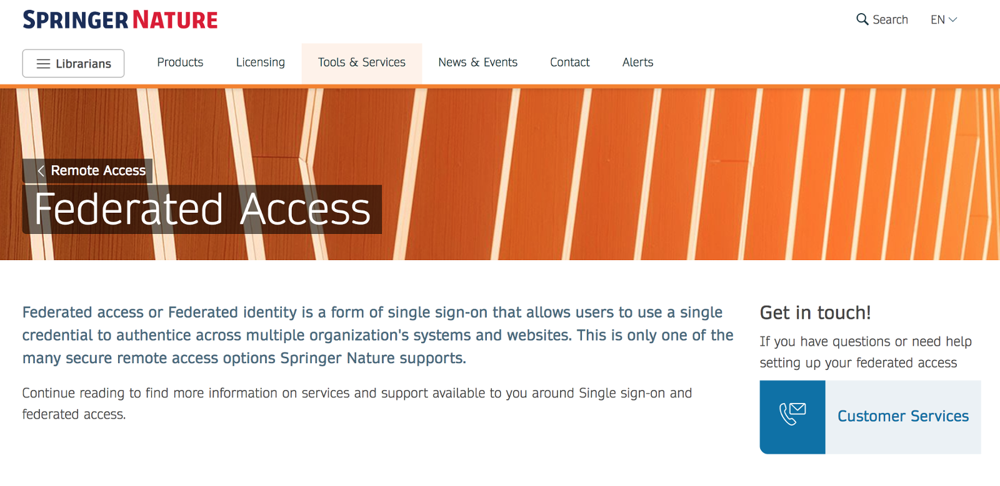 SPRINGER NATURE
Search EN
Librarians Products Licensing Tools & Services News & Events Contact Alerts
Remote Access
Federated Access
Federated access or Federated identity is a form of single sign-on that allows users to use a single
credential to authentice across multiple organization's systems and websites. This is only one of the
many secure remote access options Springer Nature supports.
Continue reading to find more information on services and support available to you around Single sign-on and
federated access.
Get in touch!
If you have questions or need help
setting up your federated access
Customer Services